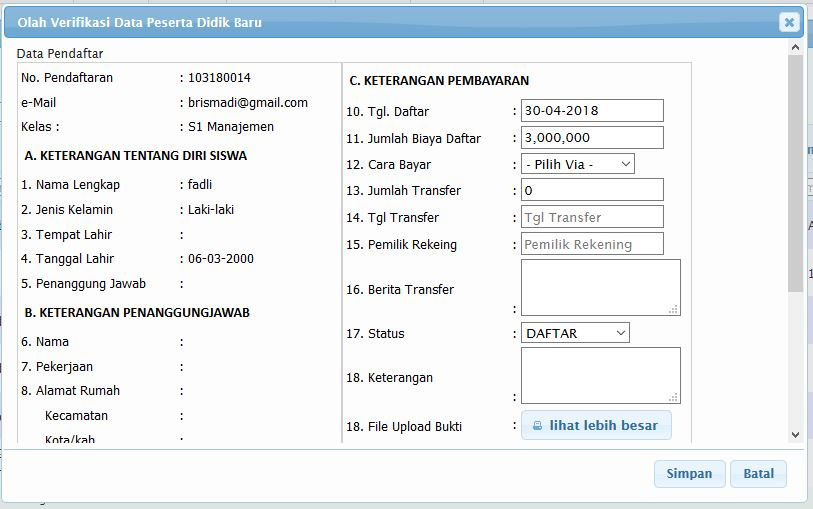 Olah Verifikasi Data Peserta Didik Baru
Data Pendaftar
No. Pendaftaran : 103180014
e-Mail : brismadi@gmail.com
Kelas : : S1 Manajemen
A. KETERANGAN TENTANG DIRI SISWA
1. Nama Lengkap : fadli
2. Jenis Kelamin : Laki-laki
3. Tempat Lahir :
4. Tanggal Lahir : 06-03-2000
5. Penanggung Jawab :
B. KETERANGAN PENANGGUNGJAWAB
6. Nama :
7. Pekerjaan :
8. Alamat Rumah :
Kecamatan :
Kota/kab :
C. KETERANGAN PEMBAYARAN
10. Tgl. Daftar : 30-04-2018
11. Jumlah Biaya Daftar : 3,000,000
12. Cara Bayar : - Pilih Via -
13. Jumlah Transfer : 0
14. Tgl Transfer : Tgl Transfer
15. Pemilik Rekeing : Pemilik Rekening
16. Berita Transfer :
17. Status : DAFTAR
18. Keterangan :
18. File Upload Bukti : lihat lebih besar
Simpan Batal